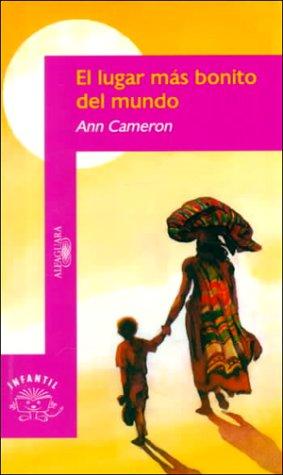 El lugar más bonito
del mundo
Ann Cameron
ALFAGUARA
INFANTIL